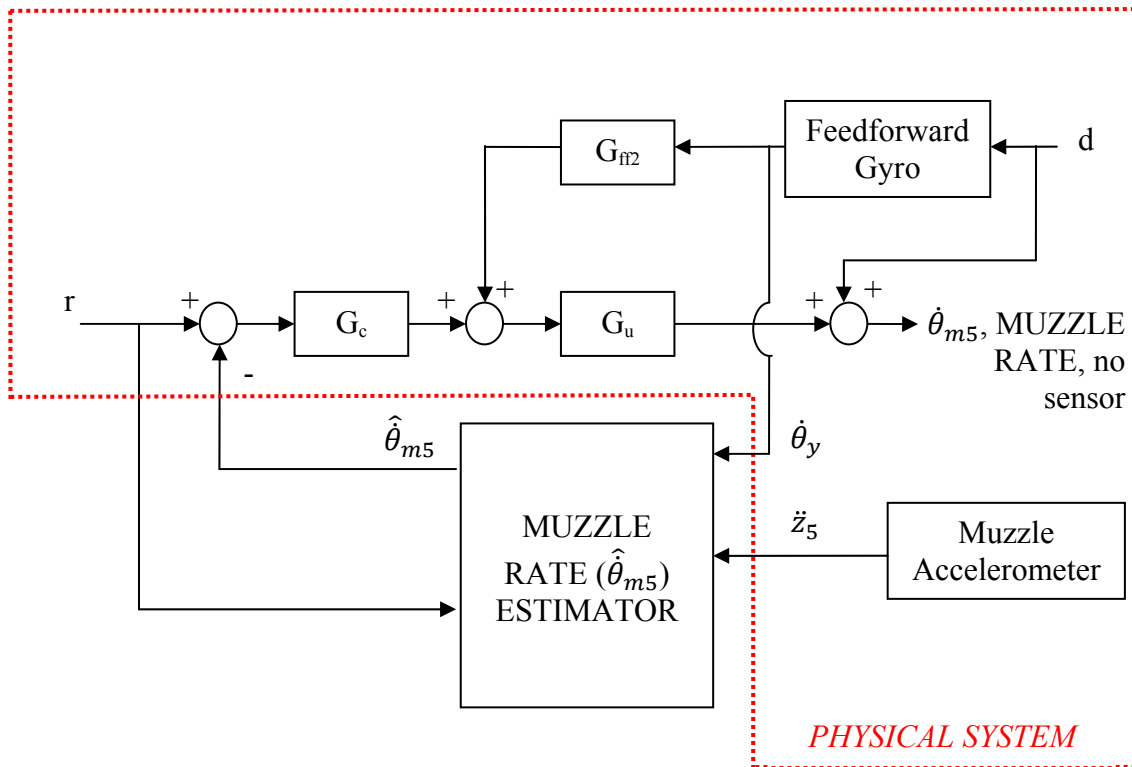 Feedforward
Gyro
d
G_ff2
+
+
r
+
G_c
+
G_u
+
-
θ̇_m5, MUZZLE
RATE, no
sensor
θ̇̂_m5
θ̇_y
MUZZLE
RATE (θ̇̂_m5)
ESTIMATOR
z̈_5
Muzzle
Accelerometer
PHYSICAL SYSTEM